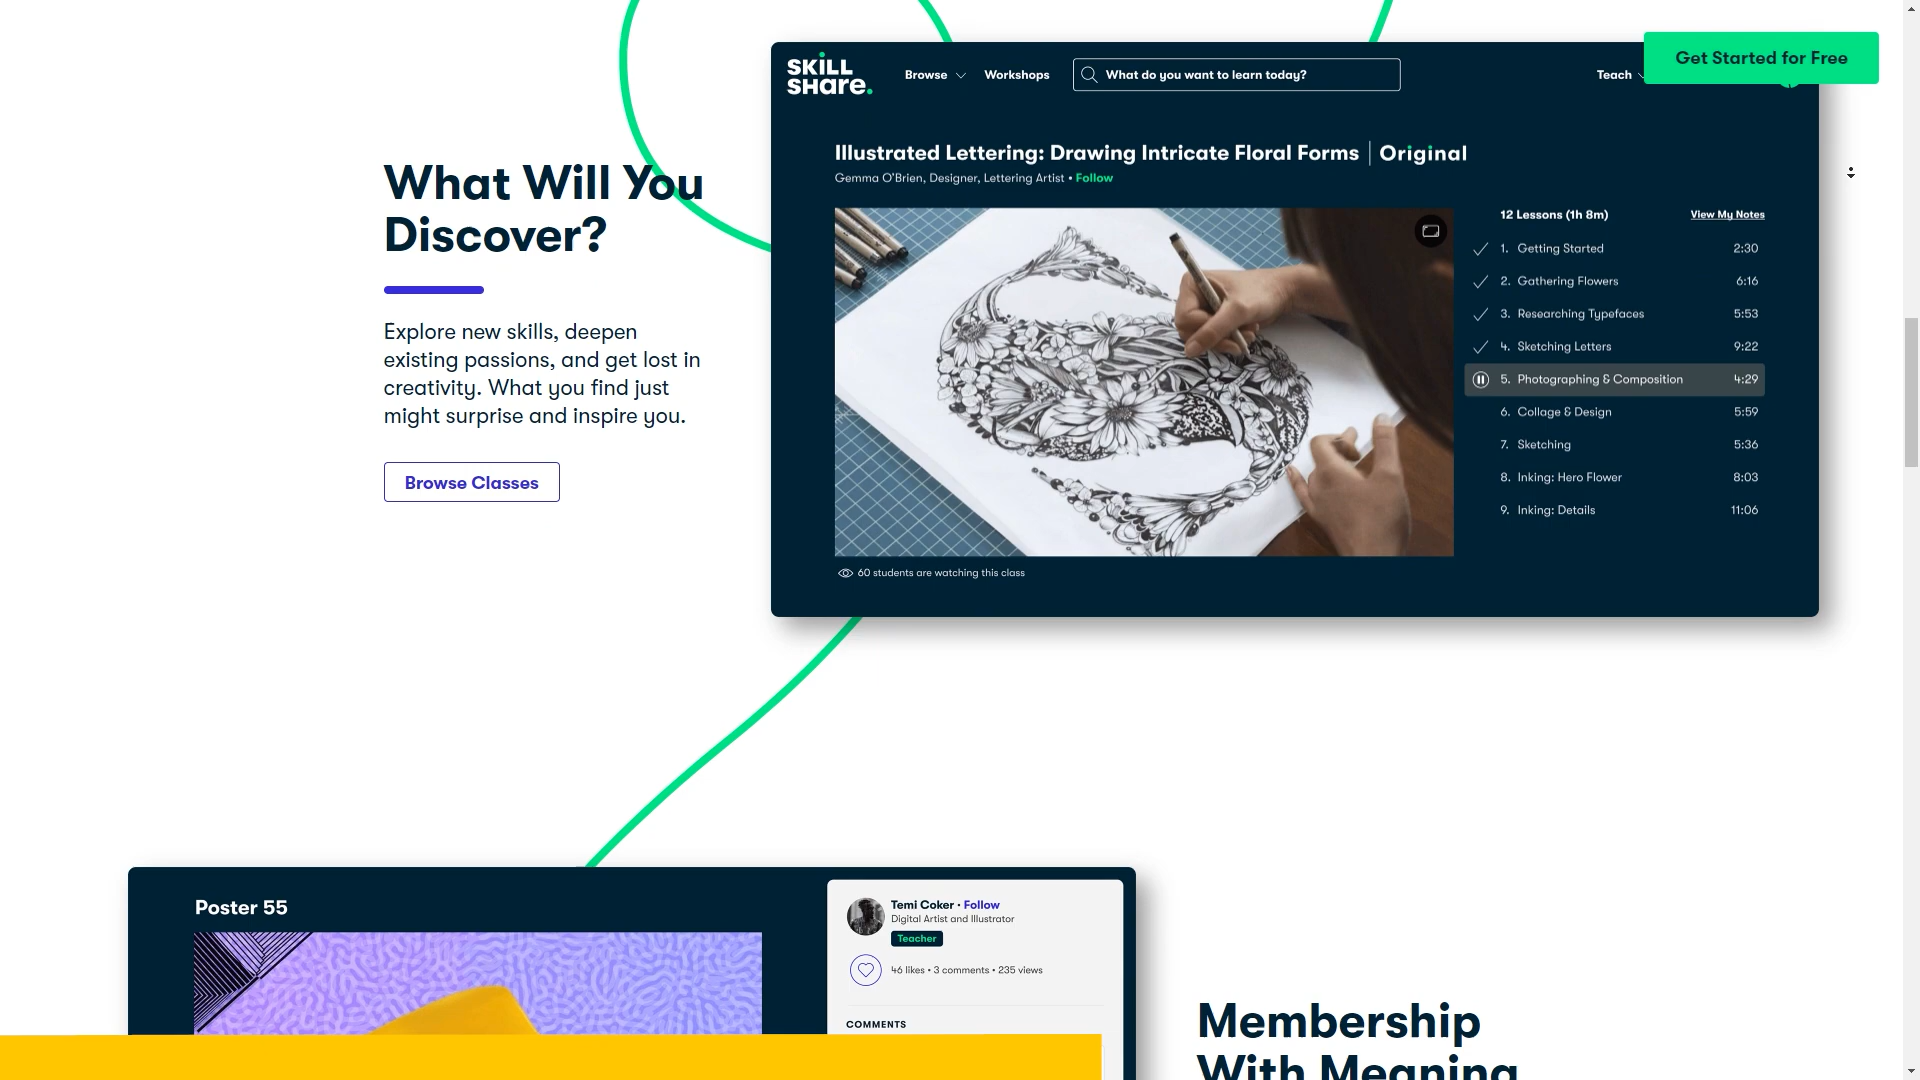 SKILL
SHare.
Browse
Workshops
What do you want to learn today?
Teach
Get Started for Free
Illustrated Lettering: Drawing Intricate Floral Forms | Original
Gemma O'Brien, Designer, Lettering Artist • Follow
What Will You
Discover?
Explore new skills, deepen
existing passions, and get lost in
creativity. What you find just
might surprise and inspire you.
Browse Classes
12 Lessons (1h 8m) View My Notes
1. Getting Started 2:30
2. Gathering Flowers 6:16
3. Researching Typefaces 5:53
4. Sketching Letters 9:22
5. Photographing & Composition 4:29
6. Collage & Design 5:59
7. Sketching 5:36
8. Inking: Hero Flower 8:03
9. Inking: Details 11:06
60 students are watching this class
Poster 55
Temi Coker · Follow
Digital Artist and Illustrator
Teacher
46 likes • 3 comments • 235 views
COMMENTS
Membership
With Meaning